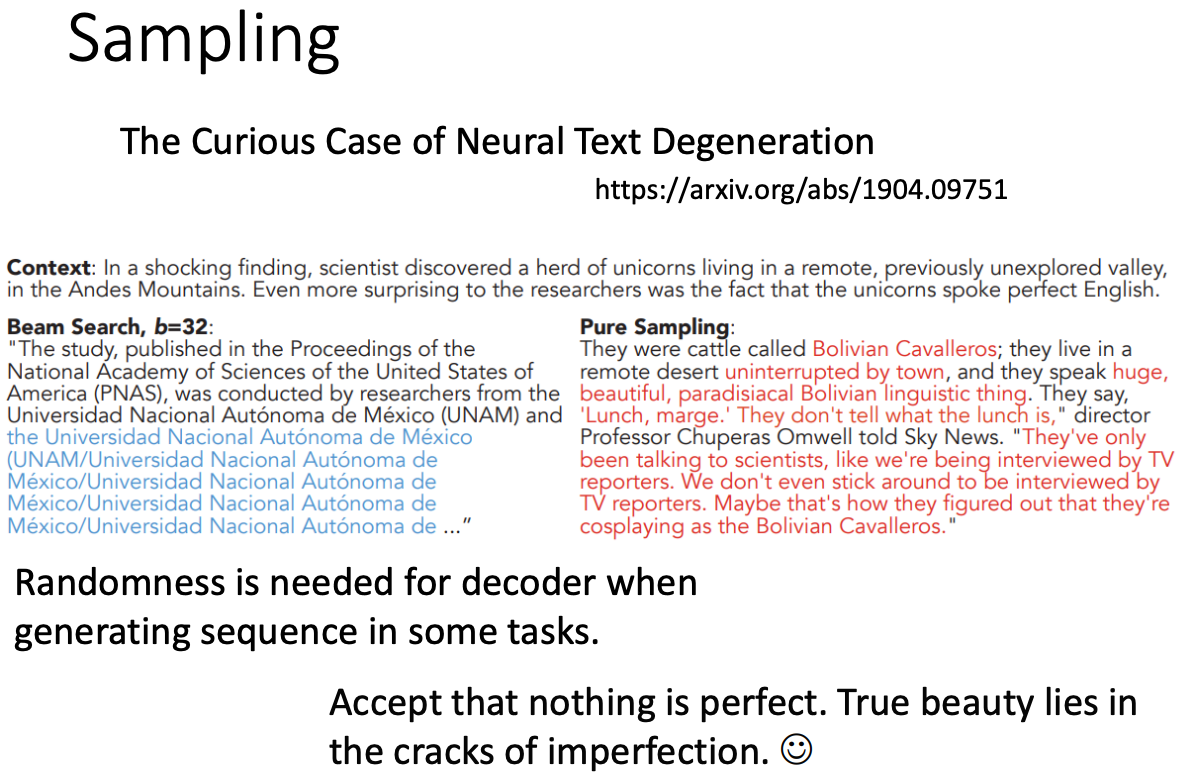 Sampling
The Curious Case of Neural Text Degeneration
https://arxiv.org/abs/1904.09751
Context: In a shocking finding, scientist discovered a herd of unicorns living in a remote, previously unexplored valley,
in the Andes Mountains. Even more surprising to the researchers was the fact that the unicorns spoke perfect English.
Beam Search, b=32:
"The study, published in the Proceedings of the
National Academy of Sciences of the United States of
America (PNAS), was conducted by researchers from the
Universidad Nacional Autónoma de México (UNAM) and
the Universidad Nacional Autónoma de México
(UNAM/Universidad Nacional Autónoma de
México/Universidad Nacional Autónoma de
México/Universidad Nacional Autónoma de
México/Universidad Nacional Autónoma de ...”
Pure Sampling:
They were cattle called Bolivian Cavalleros; they live in a
remote desert uninterrupted by town, and they speak huge,
beautiful, paradisiacal Bolivian linguistic thing. They say,
'Lunch, marge.' They don't tell what the lunch is," director
Professor Chuperas Omwell told Sky News. "They've only
been talking to scientists, like we're being interviewed by TV
reporters. We don't even stick around to be interviewed by
TV reporters. Maybe that's how they figured out that they're
cosplaying as the Bolivian Cavalleros."
Randomness is needed for decoder when
generating sequence in some tasks.
Accept that nothing is perfect. True beauty lies in
the cracks of imperfection. ☺